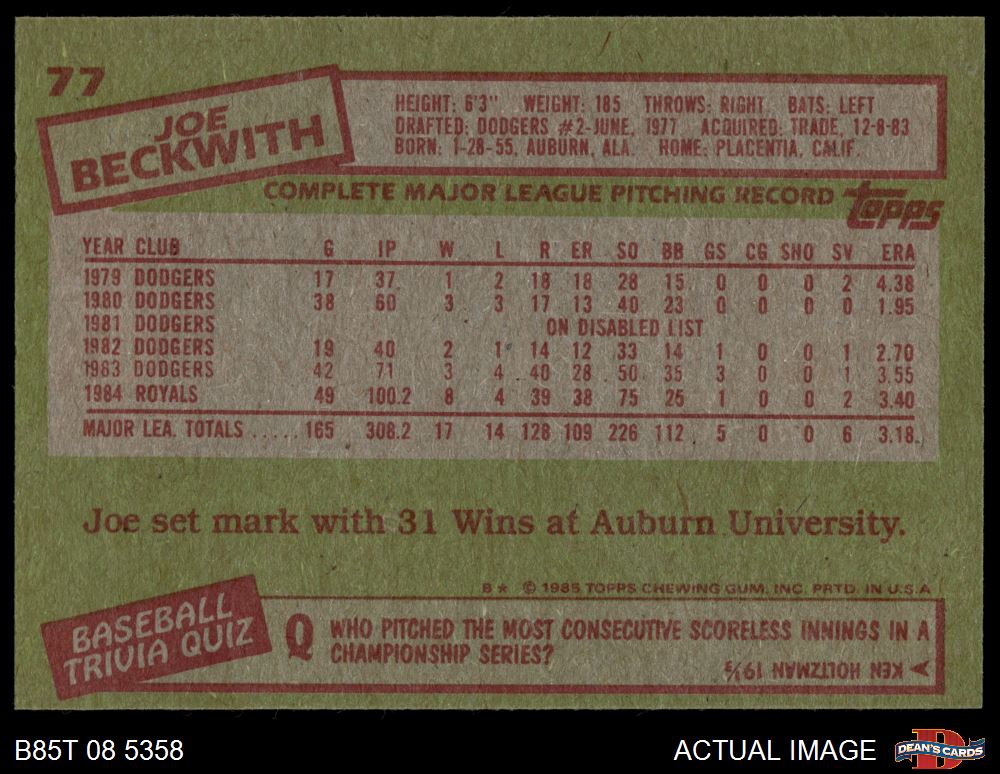 77
JOE
BECKWITH
HEIGHT: 6'3" WEIGHT: 185 THROWS: RIGHT BATS: LEFT
DRAFTED: DODGERS #2-JUNE, 1977 ACQUIRED: TRADE, 12-8-83
BORN: 1-28-55, AUBURN, ALA. HOME: PLACENTIA, CALIF.
COMPLETE MAJOR LEAGUE PITCHING RECORD topps
YEAR CLUB G IP W L R ER SO BB GS CG SHO SV ERA
1979 DODGERS 17 37 1 2 18 18 28 15 0 0 0 2 4.38
1980 DODGERS 38 60 3 3 17 13 40 23 0 0 0 0 1.95
1981 DODGERS ON DISABLED LIST
1982 DODGERS 19 40 2 1 14 12 33 14 1 0 0 1 2.70
1983 DODGERS 42 71 3 4 40 28 50 35 3 0 0 1 3.55
1984 ROYALS 49 100.2 8 4 39 38 75 25 1 0 0 2 3.40
MAJOR LEA. TOTALS ..... 165 308.2 17 14 128 109 226 112 5 0 0 6 3.18
Joe set mark with 31 Wins at Auburn University.
B* © 1985 TOPPS CHEWING GUM, INC. PRTD. IN U.S.A
BASEBALL
TRIVIA QUIZ
Q WHO PITCHED THE MOST CONSECUTIVE SCORELESS INNINGS IN A
CHAMPIONSHIP SERIES?
A KEN HOLTZMAN 19⅓
B85T 08 5358
ACTUAL IMAGE
D
DEAN'S CARDS